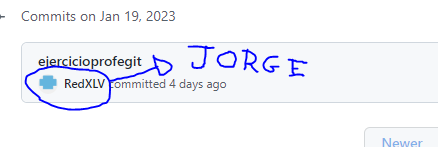 Commits on Jan 19, 2023
ejercicioprofegit
JORGE
RedXLV committed 4 days ago
Newer